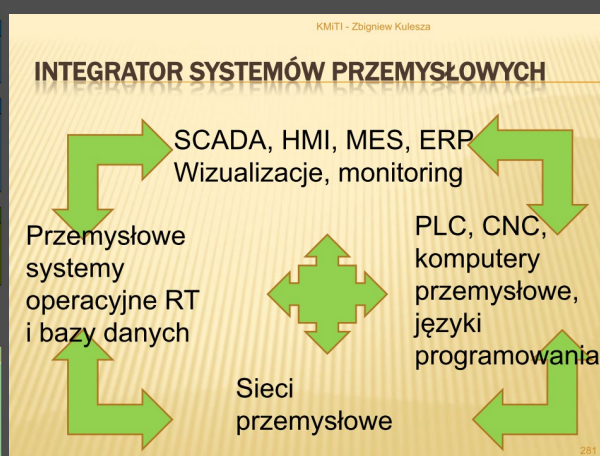 KMiTI - Zbigniew Kulesza
INTEGRATOR SYSTEMÓW PRZEMYSŁOWYCH
SCADA, HMI, MES, ERP
Wizualizacje, monitoring
Przemysłowe
systemy
operacyjne RT
i bazy danych
PLC, CNC,
komputery
przemysłowe,
języki
programowania
Sieci
przemysłowe
281